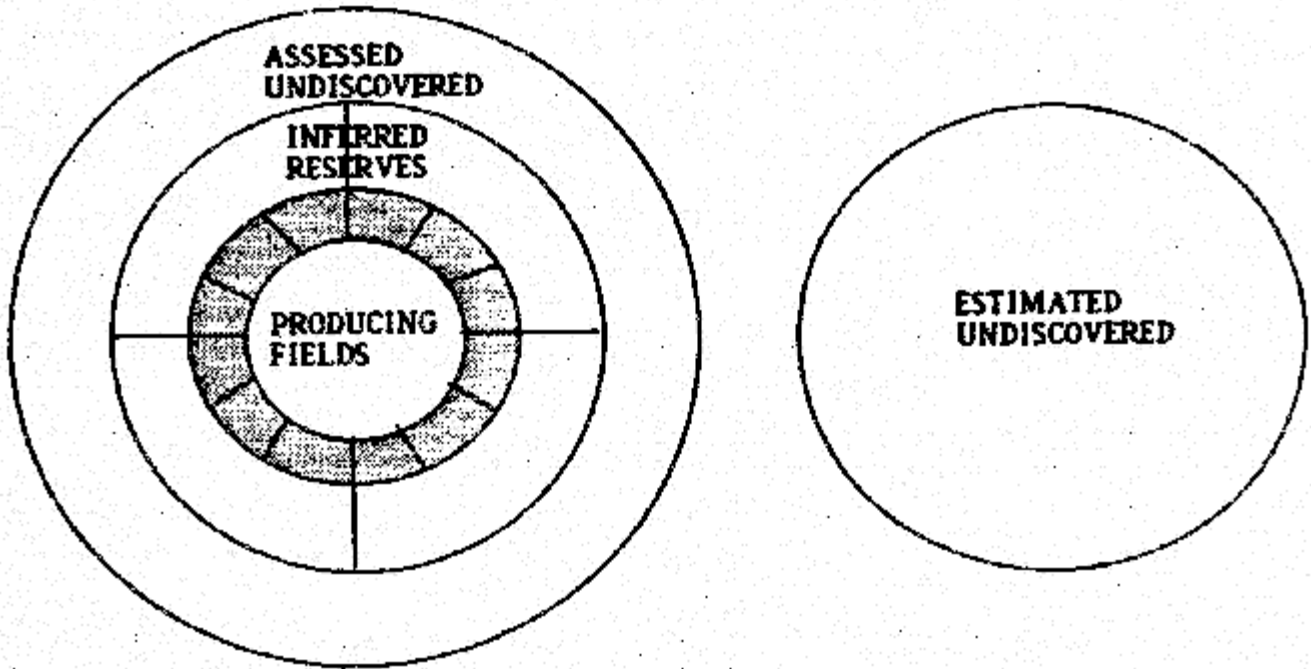 ASSESSED
UNDISCOVERED
INFERRED
RESERVES
PRODUCING
FIELDS
ESTIMATED
UNDISCOVERED